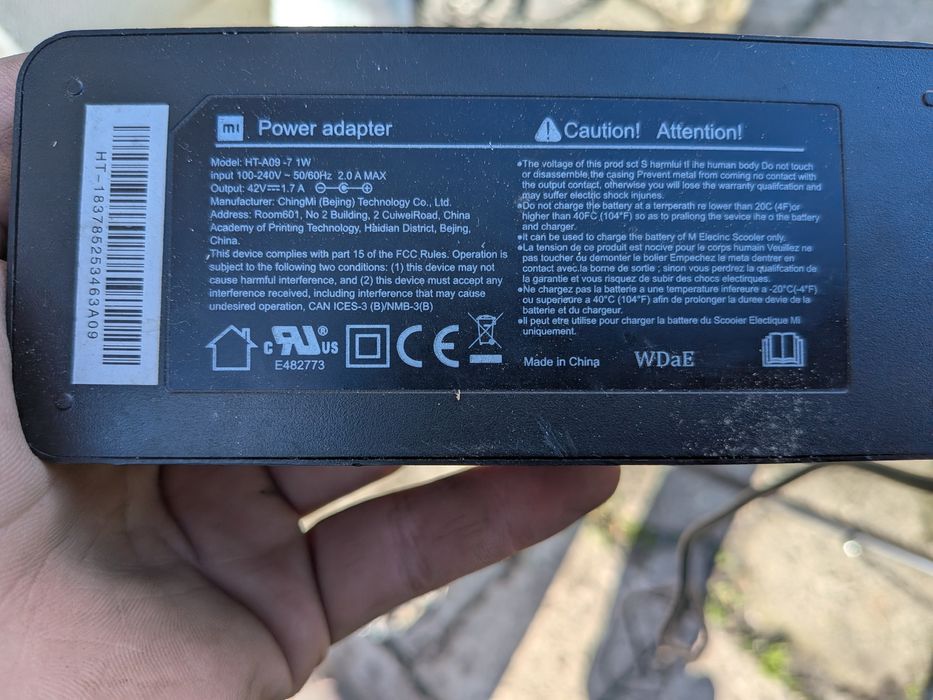 HT-1837852534663A09
mi Power adapter
Model: HT-A09 -7 1W
input 100-240V ~ 50/60Hz 2.0 A MAX
Output: 42V⎓1.7 A
Manufacturer: ChingMi (Bejing) Technology Co., Ltd.
Address: Room601, No 2 Building, 2 CuiweiRoad, China
Academy of Printing Technology, Haidian District, Bejing,
China.
This device complies with part 15 of the FCC Rules. Operation is
subject to the following two conditions: (1) this device may not
cause harmful interference, and (2) this device must accept any
interference received, including interference that may cause
undesired operation, CAN ICES-3 (B)/NMB-3(B)
c RU US
E482773
CE
Caution! Attention!
•The voltage of this prod sct S harmlul tl ihe human body Do not touch
or disassemble,the casing Prevent metal from coming no contact with
the output contact, otherwise you will lose the warranty qualification and
may suffer electric shock injunes.
•Do not charge the battery at a temperath re lower than 20C (4F)or
higher than 40FC (104°F) so as to praliong the sevice ihe o the battery
and charger.
•It can be used to charge the battery of M Elecinc Scooler only.
•La tension de ce produit est nocive pour le corps humain Veuillez ne
pas toucher ou demonter le bolier Empechez le meta dentrer en
contact avec.la borne de sortie ; sinon vous perdrez la qualification de
la garantie et vous risquez de subir des chocs electriques.
•Ne chargez pas la batterie a une temperature infereure a -20°C(-4°F)
ou superieure a 40°C (104°F) afin de prolonger la duree devie de la
batterie et du chargeur.
•Il peut etre utilise pour charger la batterre du Scooier Electique Mi
uniquement.
Made in China WDaE